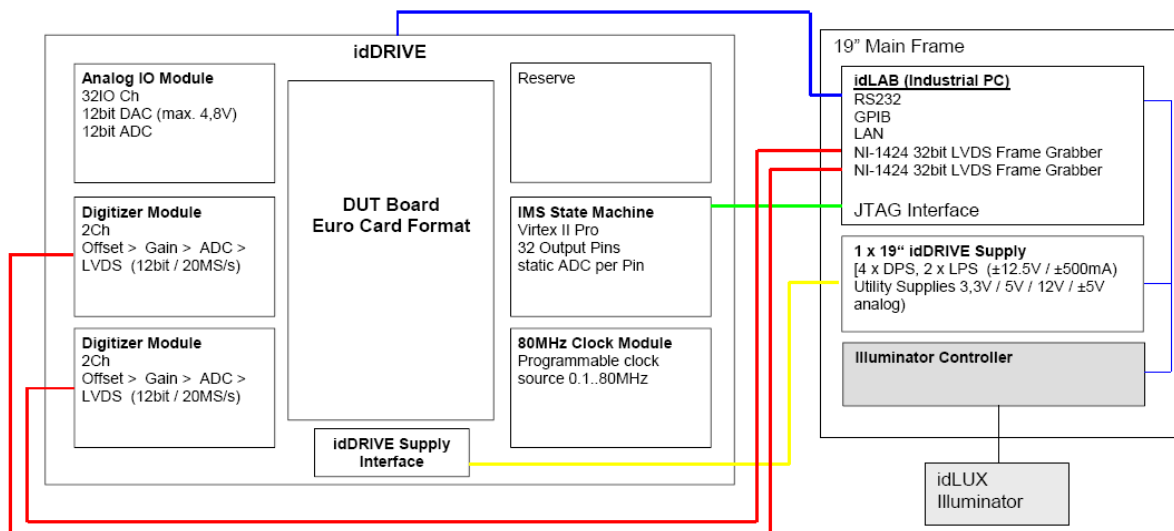 idDRIVE
Analog IO Module
32IO Ch
12bit DAC (max. 4,8V)
12bit ADC
Digitizer Module
2Ch
Offset > Gain > ADC >
LVDS (12bit / 20MS/s)
Digitizer Module
2Ch
Offset > Gain > ADC >
LVDS (12bit / 20MS/s)
DUT Board
Euro Card Format
idDRIVE Supply
Interface
Reserve
IMS State Machine
Virtex II Pro
32 Output Pins
static ADC per Pin
80MHz Clock Module
Programmable clock
source 0.1..80MHz
19” Main Frame
idLAB (Industrial PC)
RS232
GPIB
LAN
NI-1424 32bit LVDS Frame Grabber
NI-1424 32bit LVDS Frame Grabber
JTAG Interface
1 x 19“ idDRIVE Supply
[4 x DPS, 2 x LPS (±12.5V / ±500mA)
Utility Supplies 3,3V / 5V / 12V / ±5V
analog)
Illuminator Controller
idLUX
Illuminator